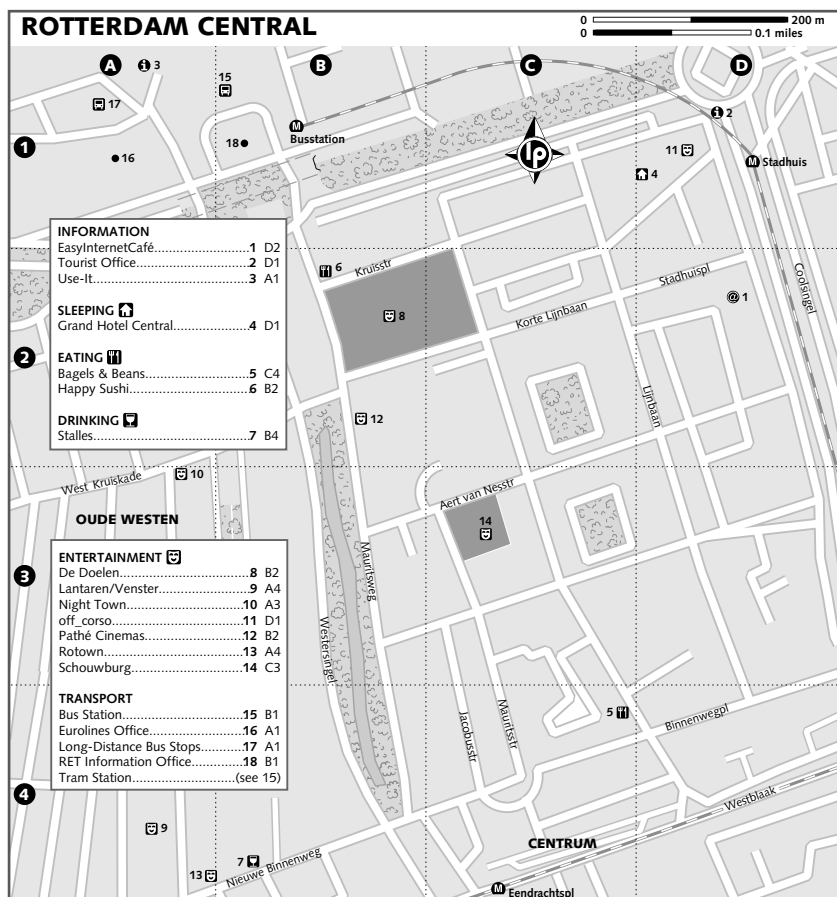 ROTTERDAM CENTRAL
0 200 m
0 0.1 miles
A
B
C
D
3
15
17
2
1
18
M
Busstation
11
lp
16
M Stadhuis
4
INFORMATION
EasyInternetCafé..................1 D2
Tourist Office.......................2 D1
Use-It...................................3 A1
SLEEPING
Grand Hotel Central.............4 D1
EATING
Bagels & Beans.....................5 C4
Happy Sushi.........................6 B2
DRINKING
Stalles..................................7 B4
6
Kruisstr
Stadhuispl
Coolsingel
@ 1
8
Korte Lijnbaan
2
Lijnbaan
12
West Kruiskade
10
Aert van Nesstr
OUDE WESTEN
14
ENTERTAINMENT
De Doelen............................8 B2
Lantaren/Venster..................9 A4
Night Town........................10 A3
off_corso............................11 D1
Pathé Cinemas...................12 B2
Rotown..............................13 A4
Schouwburg.......................14 C3
TRANSPORT
Bus Station.........................15 B1
Eurolines Office..................16 A1
Long-Distance Bus Stops....17 A1
RET Information Office.......18 B1
Tram Station...................(see 15)
3
Mauritsweg
Westersingel
Jacobusstr
Mauritsstr
5
Binnenwegpl
4
Westblaak
9
CENTRUM
7
13
Nieuwe Binnenweg
M Eendrachtspl